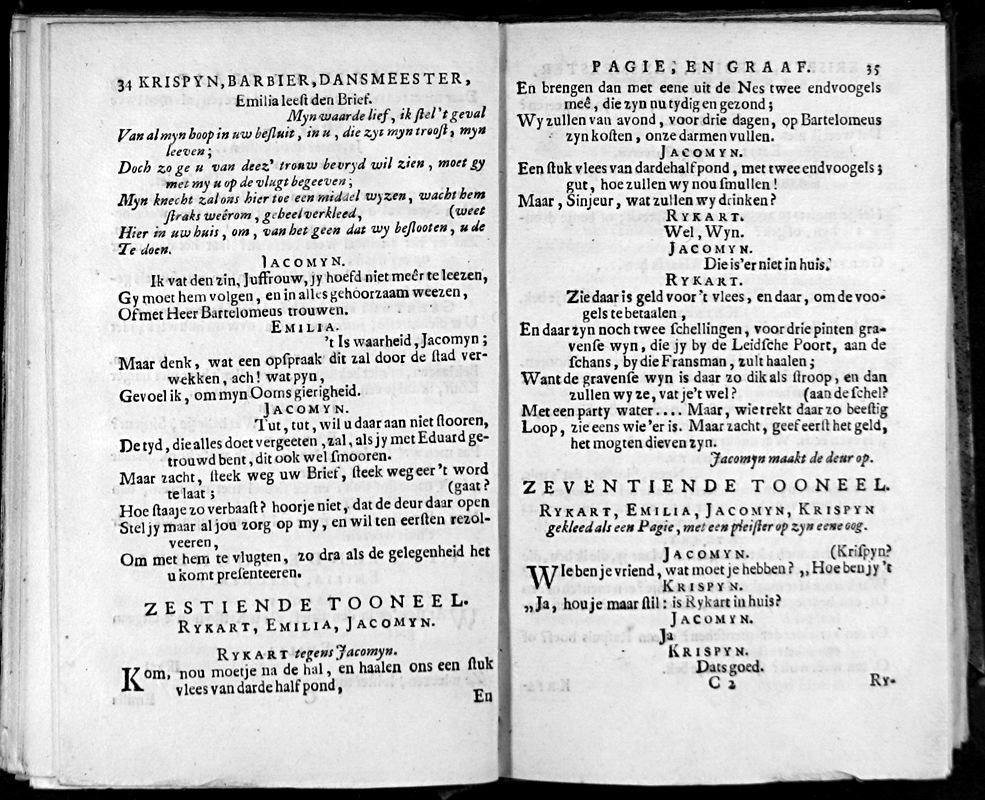 34 KRISPYN, BARBIER, DANSMEESTER,
Emilia leest den Brief.
Myn waarde lief, ik stel 't geval
Van al myn hoop in uw besluit, in u, die zyt myn troost, myn
leeven;
Doch zo ge u van deez' trouw bevryd wil zien, moet gy
met my u op de vlugt begeeven;
Myn knecht zal ons hier toe een middel wyzen, wacht hem
straks weêrom, geheel verkleed, (weet
Hier in uw huis, om, van het geen dat wy beslooten, u de
Te doen.
JACOMYN.
Ik vat den zin, Juffrouw, jy hoefd niet meêr te leezen,
Gy moet hem volgen, en in alles gehoorzaam weezen,
Of met Heer Bartelomeus trouwen.
EMILIA.
't Is waarheid, Jacomyn;
Maar denk, wat een opspraak dit zal door de stad ver-
wekken, ach! wat pyn,
Gevoel ik, om myn Ooms gierigheid.
JACOMYN.
Tut, tut, wil u daar aan niet stooren,
De tyd, die alles doet vergeeten, zal, als jy met Eduard ge-
trouwd bent, dit ook wel smooren.
Maar zacht, steek weg uw Brief, steek weg eer 't word
te laat; (gaat?
Hoe staaje zo verbaast? hoorje niet, dat de deur daar open
Stel jy maar al jou zorg op my, en wil ten eersten rezol-
veeren,
Om met hem te vlugten, zo dra als de gelegenheid het
u komt presenteeren.
ZESTIENDE TOONEEL.
RYKART, EMILIA, JACOMYN.
RYKART tegens Jacomyn.
Kom, nou moetje na de hal, en haalen ons een stuk
vlees van darde half pond,
En
PAGIE, EN GRAAF. 35
En brengen dan met eene uit de Nes twee endvoogels
meê, die zyn nu tydig en gezond;
Wy zullen van avond, voor drie dagen, op Bartelomeus
zyn kosten, onze darmen vullen.
JACOMYN.
Een stuk vlees van dardehalf pond, met twee endvoogels;
gut, hoe zullen wy nou smullen!
Maar, Sinjeur, wat zullen wy drinken?
RYKART.
Wel, Wyn.
JACOMYN.
Die is'er niet in huis.
RYKART.
Zie daar is geld voor 't vlees, en daar, om de voo-
gels te betaalen,
En daar zyn noch twee schellingen, voor drie pinten gra-
vense wyn, die jy by de Leidsche Poort, aan de
schans, by die Fransman, zult haalen;
Want de gravense wyn is daar zo dik als stroop, en dan
zullen wy ze, vat je 't wel? (aan de schel?
Met een party water.... Maar, wie trekt daar zo beestig
Loop, zie eens wie 'er is. Maar zacht, geef eerst het geld,
het mogten dieven zyn.
Jacomyn maakt de deur op.
ZEVENTIENDE TOONEEL.
RYKART, EMILIA, JACOMYN, KRISPYN
gekleed als een Pagie, met een pleister op zyn eene oog.
JACOMYN. (Krispyn?
WIe ben je vriend, wat moet je hebben? ,,Hoe ben jy 't
KRISPYN.
,,Ja, hou je maar stil: is Rykart in huis?
JACOMYN.
Ja
KRISPYN.
Dats goed.
C 2 RY-